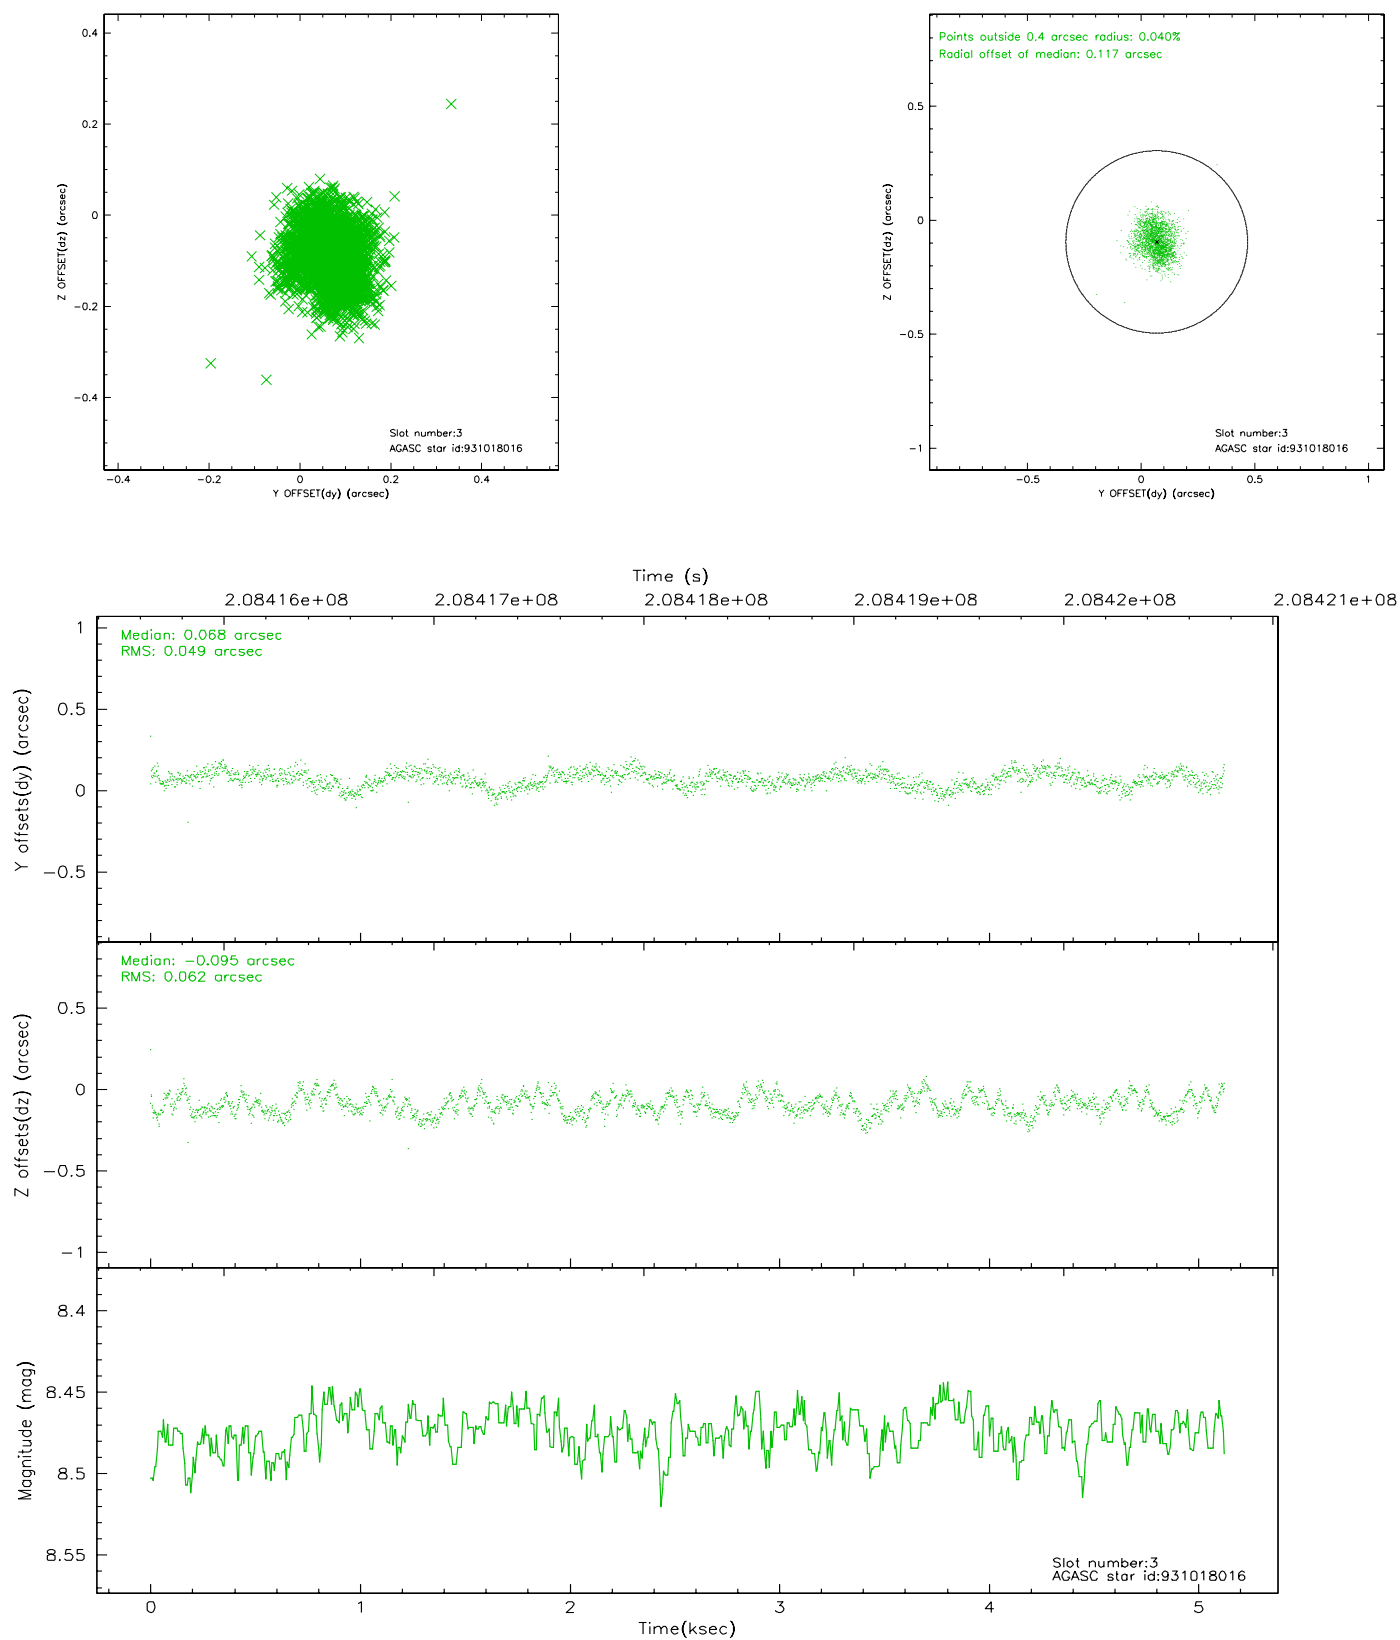 0.4
0.2
0
−0.2
−0.4
Z OFFSET(dz) (arcsec)
−0.4
−0.2
0
0.2
0.4
Y OFFSET(dy) (arcsec)
Slot number:3
AGASC star id:931018016
Points outside 0.4 arcsec radius: 0.040%
Radial offset of median: 0.117 arcsec
0.5
0
−0.5
−1
Z OFFSET(dz) (arcsec)
−0.5
0
0.5
1
Y OFFSET(dy) (arcsec)
Slot number:3
AGASC star id:931018016
Time (s)
2.08416e+08
2.08417e+08
2.08418e+08
2.08419e+08
2.0842e+08
2.08421e+08
Median: 0.068 arcsec
RMS: 0.049 arcsec
1
0.5
0
−0.5
Y offsets(dy) (arcsec)
Median: −0.095 arcsec
RMS: 0.062 arcsec
0.5
0
−0.5
−1
Z offsets(dz) (arcsec)
8.4
8.45
8.5
8.55
Magnitude (mag)
Slot number:3
AGASC star id:931018016
0
1
2
3
4
5
Time(ksec)